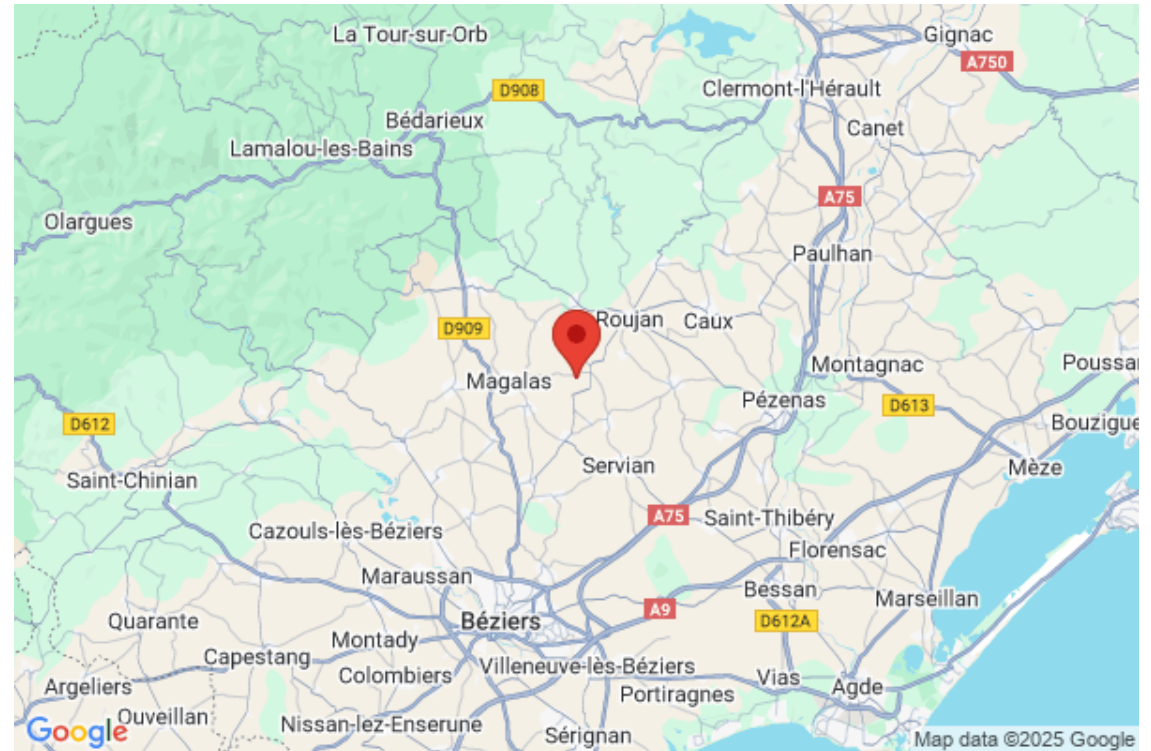 La Tour-sur-Orb
Gignac
A750
D908
Clermont-l'Hérault
Bédarieux
Canet
Lamalou-les-Bains
A75
Olargues
Paulhan
Roujan
Caux
D909
Montagnac
Poussan
Magalas
Pézenas
D613
D612
Bouzigue
Servian
Mèze
Saint-Chinian
A75
Saint-Thibéry
Cazouls-lès-Béziers
Florensac
Maraussan
Bessan
Marseillan
A9
Quarante
Béziers
D612A
Montady
Capestang
Villeneuve-lès-Béziers
Colombiers
Vias
Argeliers
Portiragnes
Agde
Ouveillan
Google
Nissan-lez-Enserune
Sérignan
Map data ©2025 Google